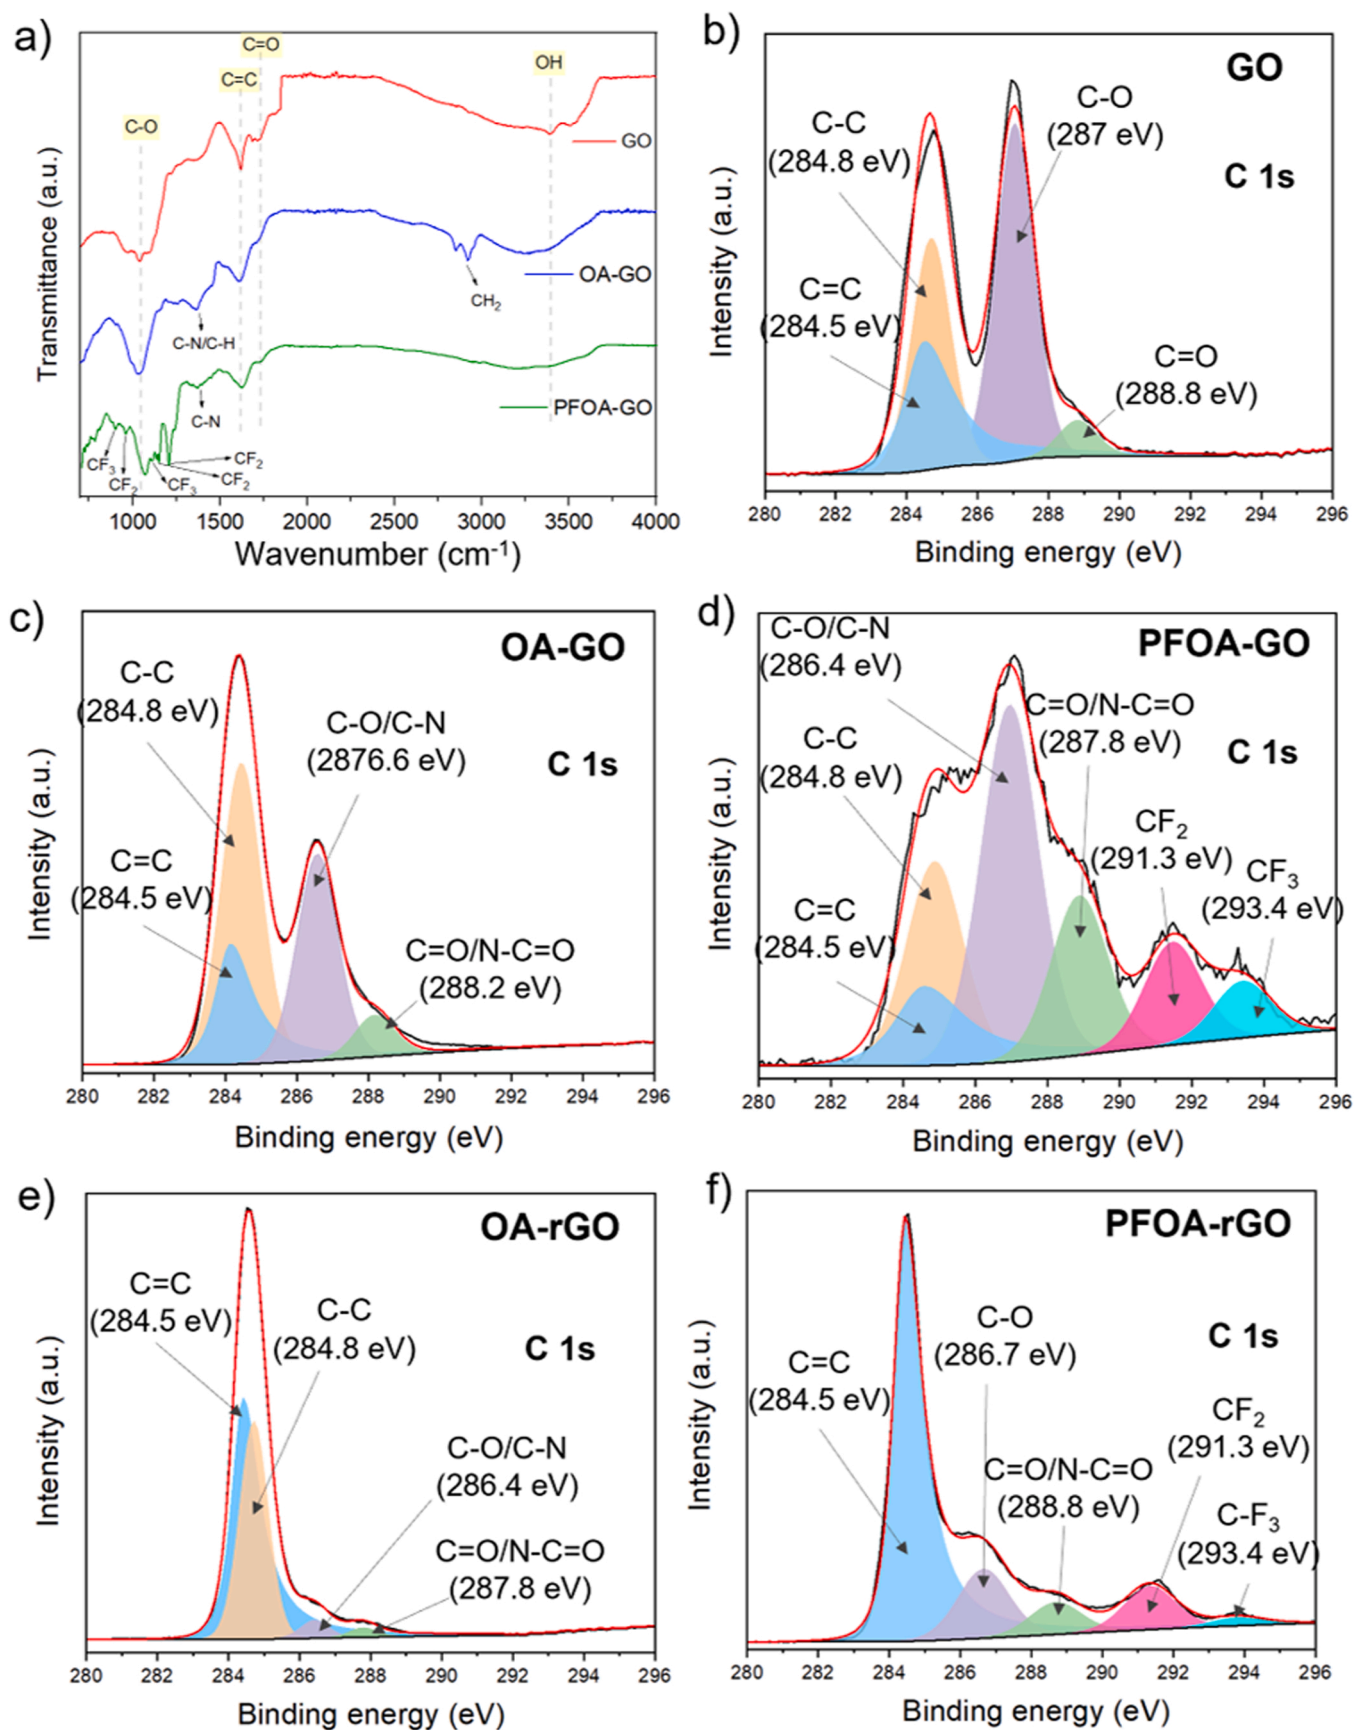 a)
C=O
C=C
OH
C-O
GO
OA-GO
CH2
C-N/C-H
PFOA-GO
C-N
CF3
CF2
CF3
CF2
CF2
Transmittance (a.u.)
1000 1500 2000 2500 3000 3500 4000
Wavenumber (cm-1)
b)
GO
C-O
(287 eV)
C-C
(284.8 eV)
C 1s
C=C
(284.5 eV)
C=O
(288.8 eV)
Intensity (a.u.)
280 282 284 286 288 290 292 294 296
Binding energy (eV)
c)
OA-GO
C-C
(284.8 eV)
C-O/C-N
(2876.6 eV)
C 1s
C=C
(284.5 eV)
C=O/N-C=O
(288.2 eV)
Intensity (a.u.)
280 282 284 286 288 290 292 294 296
Binding energy (eV)
d)
C-O/C-N
(286.4 eV)
PFOA-GO
C=O/N-C=O
(287.8 eV)
C-C
(284.8 eV)
C 1s
CF2
(291.3 eV)
CF3
(293.4 eV)
C=C
(284.5 eV)
Intensity (a.u.)
280 282 284 286 288 290 292 294 296
Binding energy (eV)
e)
OA-rGO
C=C
(284.5 eV)
C-C
(284.8 eV)
C 1s
C-O/C-N
(286.4 eV)
C=O/N-C=O
(287.8 eV)
Intensity (a.u.)
280 282 284 286 288 290 292 294 296
Binding energy (eV)
f)
PFOA-rGO
C-O
(286.7 eV)
C 1s
C=C
(284.5 eV)
CF2
(291.3 eV)
C=O/N-C=O
(288.8 eV)
C-F3
(293.4 eV)
Intensity (a.u.)
280 282 284 286 288 290 292 294 296
Binding energy (eV)